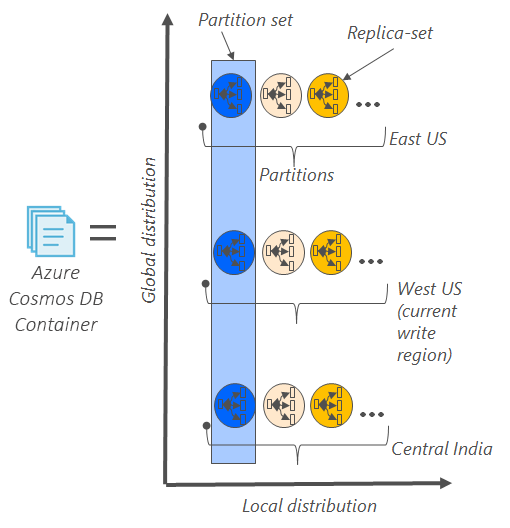 Partition set
Replica-set
East US
Partitions
Global distribution
Azure
Cosmos DB
Container
West US
(current
write
region)
Central India
Local distribution